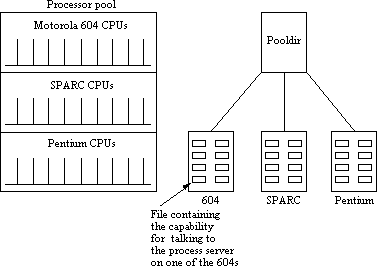 Processor pool
Motorola 604 CPUs
SPARC CPUs
Pentium CPUs
Pooldir
604
SPARC
Pentium
File containing
the capability
for talking to
the process server
on one of the 604s